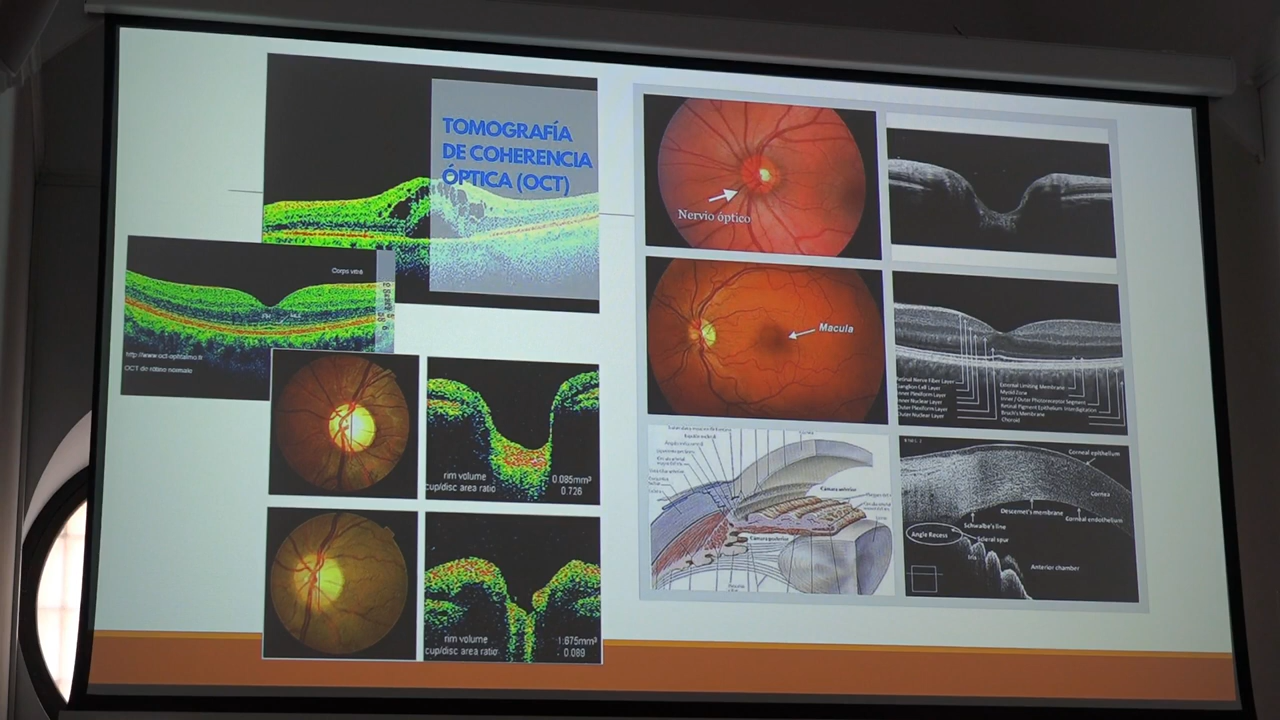 TOMOGRAFÍA
DE COHERENCIA
ÓPTICA (OCT)
Corps vitré
http://www.oct-ophtalmo.fr
OCT de rétine normale
rim volume
cup/disc area ratio
0.085mm³
0.726
rim volume
cup/disc area ratio
1.675mm³
0.089
Nervio óptico
Macula
Retinal Nerve Fiber Layer
Ganglion Cell Layer
Inner Plexiform Layer
Inner Nuclear Layer
Outer Plexiform Layer
Outer Nuclear Layer
External Limiting Membrane
Myoid Zone
Inner / Outer Photoreceptor Segment
Retinal Pigment Epithelium Interdigitation
Bruch's Membrane
Choroid
Cámara anterior
Cámara posterior
Corneal epithelium
Cornea
Descemet's membrane
Corneal endothelium
Schwalbe's line
Scleral spur
Angle Recess
Iris
Anterior chamber